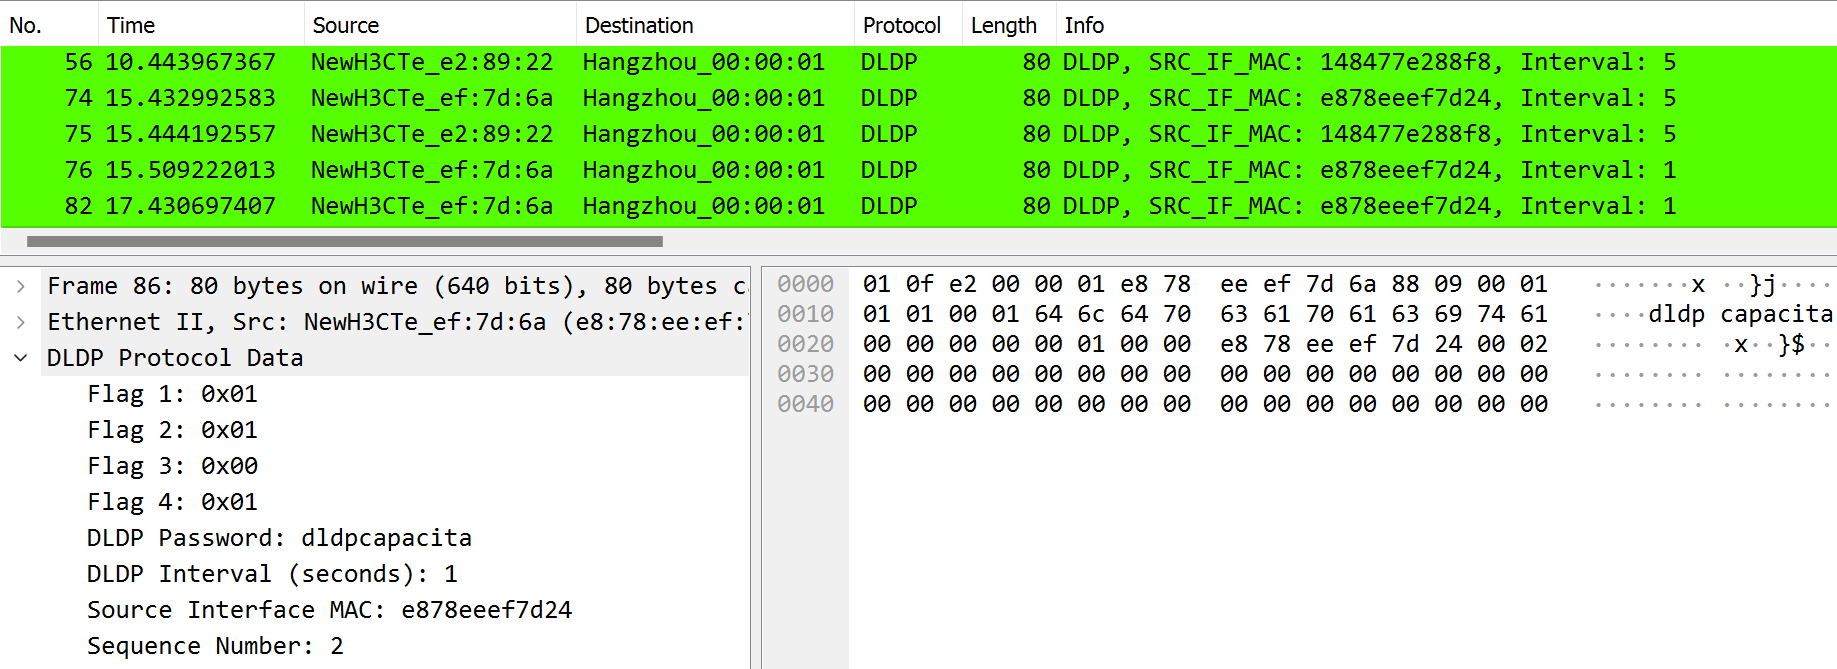 No. Time Source Destination Protocol Length Info
56 10.443967367 NewH3CTe_e2:89:22 Hangzhou_00:00:01 DLDP 80 DLDP, SRC_IF_MAC: 148477e288f8, Interval: 5
74 15.432992583 NewH3CTe_ef:7d:6a Hangzhou_00:00:01 DLDP 80 DLDP, SRC_IF_MAC: e878eeef7d24, Interval: 5
75 15.444192557 NewH3CTe_e2:89:22 Hangzhou_00:00:01 DLDP 80 DLDP, SRC_IF_MAC: 148477e288f8, Interval: 5
76 15.509222013 NewH3CTe_ef:7d:6a Hangzhou_00:00:01 DLDP 80 DLDP, SRC_IF_MAC: e878eeef7d24, Interval: 1
82 17.430697407 NewH3CTe_ef:7d:6a Hangzhou_00:00:01 DLDP 80 DLDP, SRC_IF_MAC: e878eeef7d24, Interval: 1
Frame 86: 80 bytes on wire (640 bits), 80 bytes ca
Ethernet II, Src: NewH3CTe_ef:7d:6a (e8:78:ee:ef:
DLDP Protocol Data
Flag 1: 0x01
Flag 2: 0x01
Flag 3: 0x00
Flag 4: 0x01
DLDP Password: dldpcapacita
DLDP Interval (seconds): 1
Source Interface MAC: e878eeef7d24
Sequence Number: 2
0000 01 0f e2 00 00 01 e8 78 ee ef 7d 6a 88 09 00 01 ·······x ··}j····
0010 01 01 00 01 64 6c 64 70 63 61 70 61 63 69 74 61 ····dldp capacita
0020 00 00 00 00 00 01 00 00 e8 78 ee ef 7d 24 00 02 ········ ·x··}$··
0030 00 00 00 00 00 00 00 00 00 00 00 00 00 00 00 00 ········ ········
0040 00 00 00 00 00 00 00 00 00 00 00 00 00 00 00 00 ········ ········